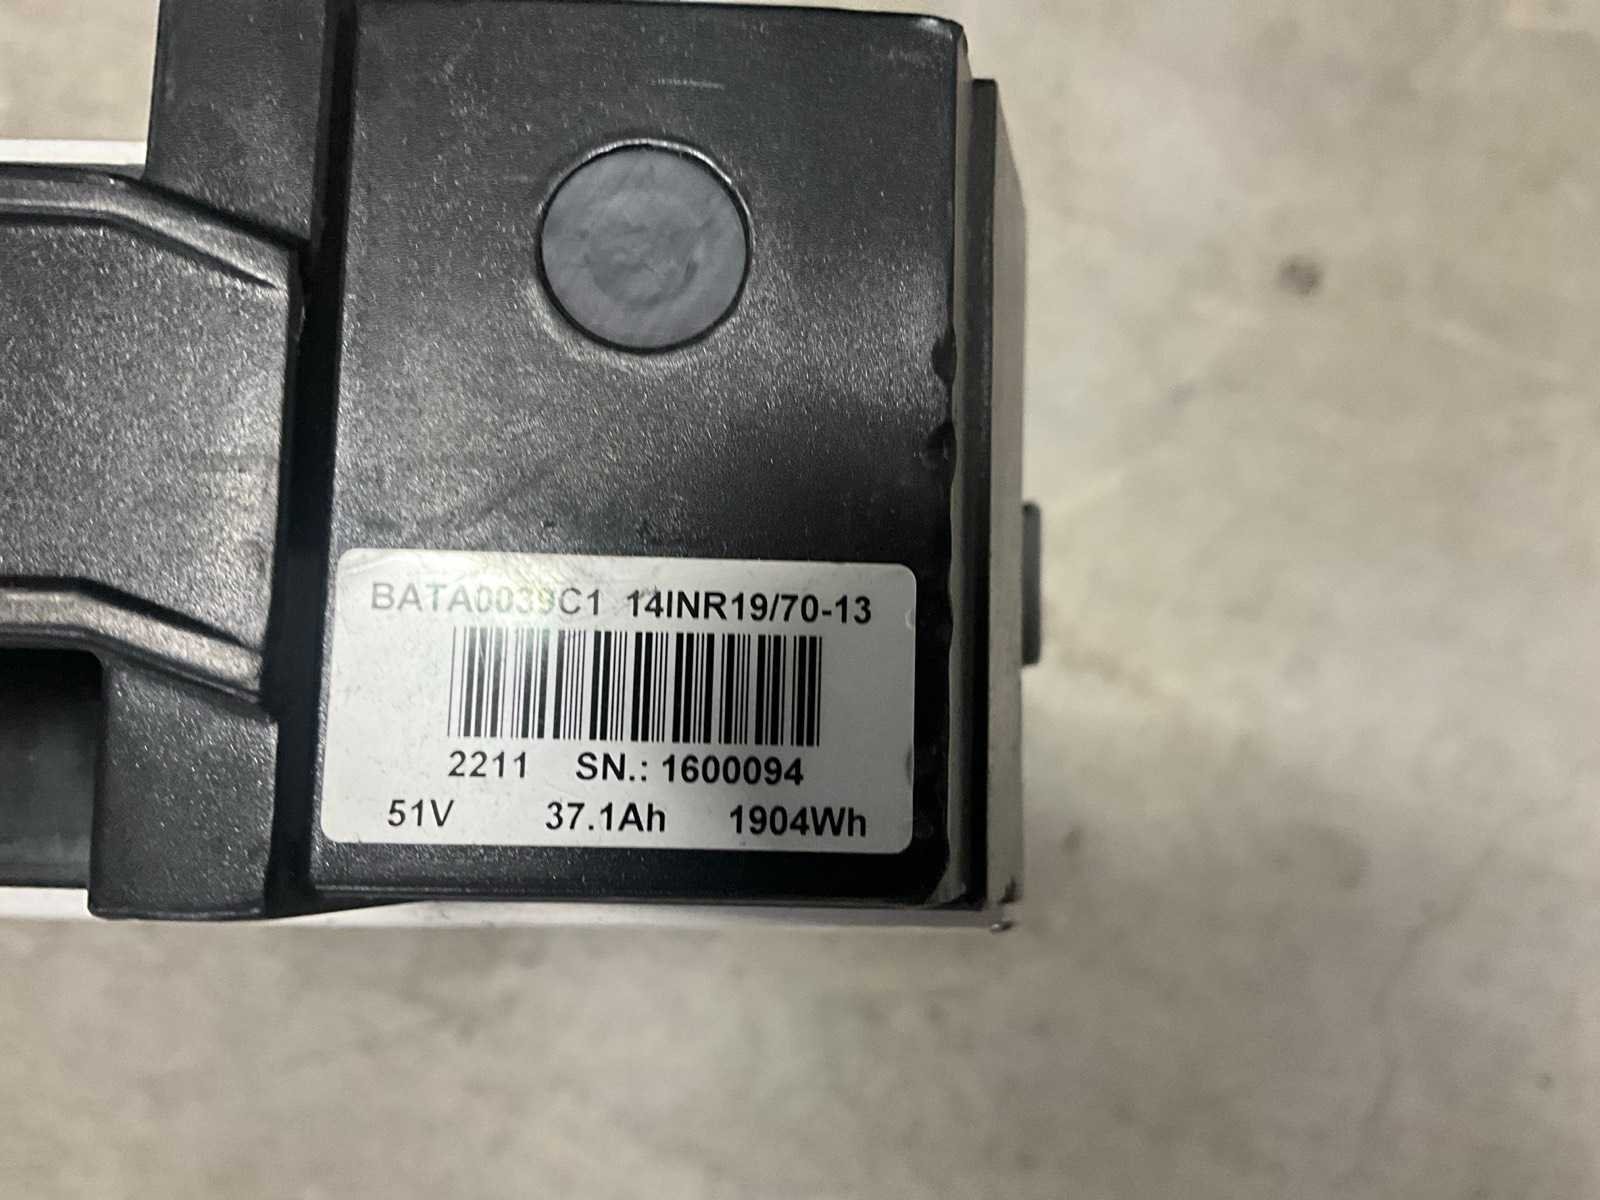 BATA0039C1 14INR19/70-13
2211 SN.: 1600094
51V 37.1Ah 1904Wh